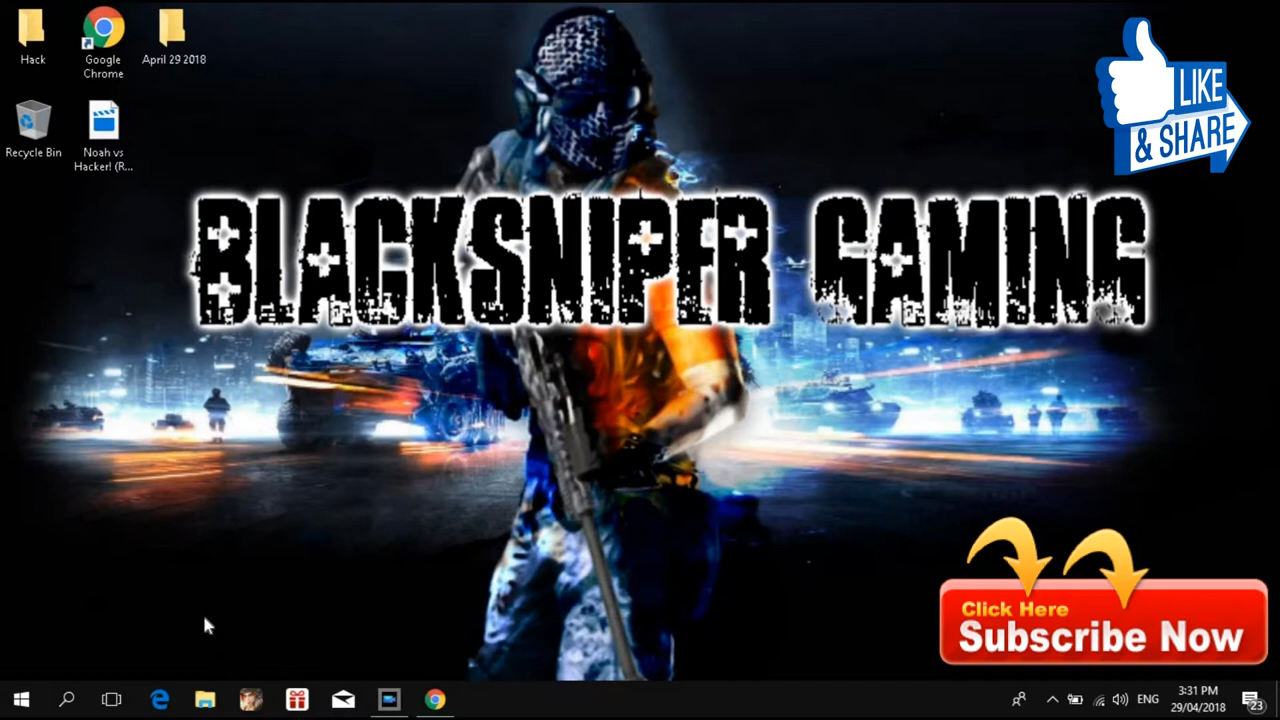 Hack
Google
Chrome
April 29 2018
Recycle Bin
Noah vs
Hacker! (R...
LIKE
& SHARE
BLACKSNIPER GAMING
Click Here
Subscribe Now
ENG
3:31 PM
29/04/2018
23